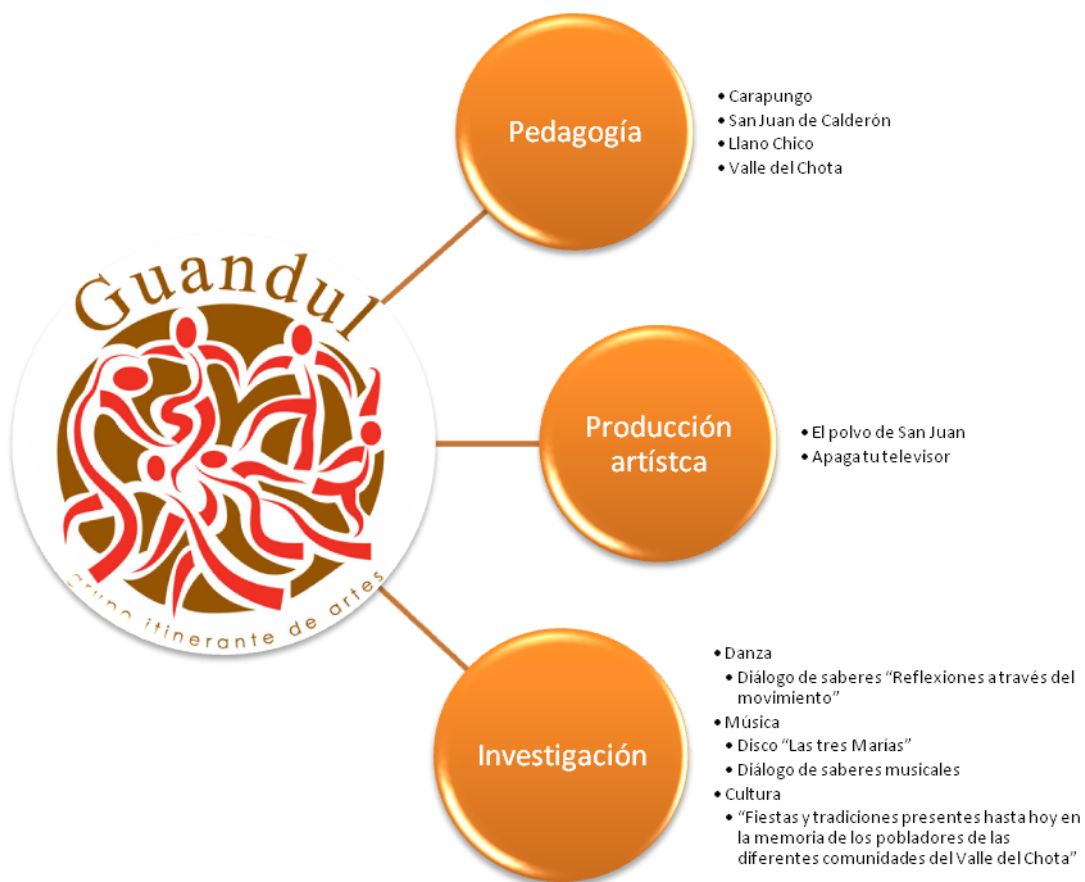 Guandul
grupo itinerante de artes
Pedagogía
• Carapungo
• San Juan de Calderón
• Llano Chico
• Valle del Chota
Producción
artístca
• El polvo de San Juan
• Apaga tu televisor
Investigación
• Danza
• Diálogo de saberes “Reflexiones a través del
movimiento”
• Música
• Disco “Las tres Marías”
• Diálogo de saberes musicales
• Cultura
• “Fiestas y tradiciones presentes hasta hoy en
la memoria de los pobladores de las
diferentes comunidades del Valle del Chota”